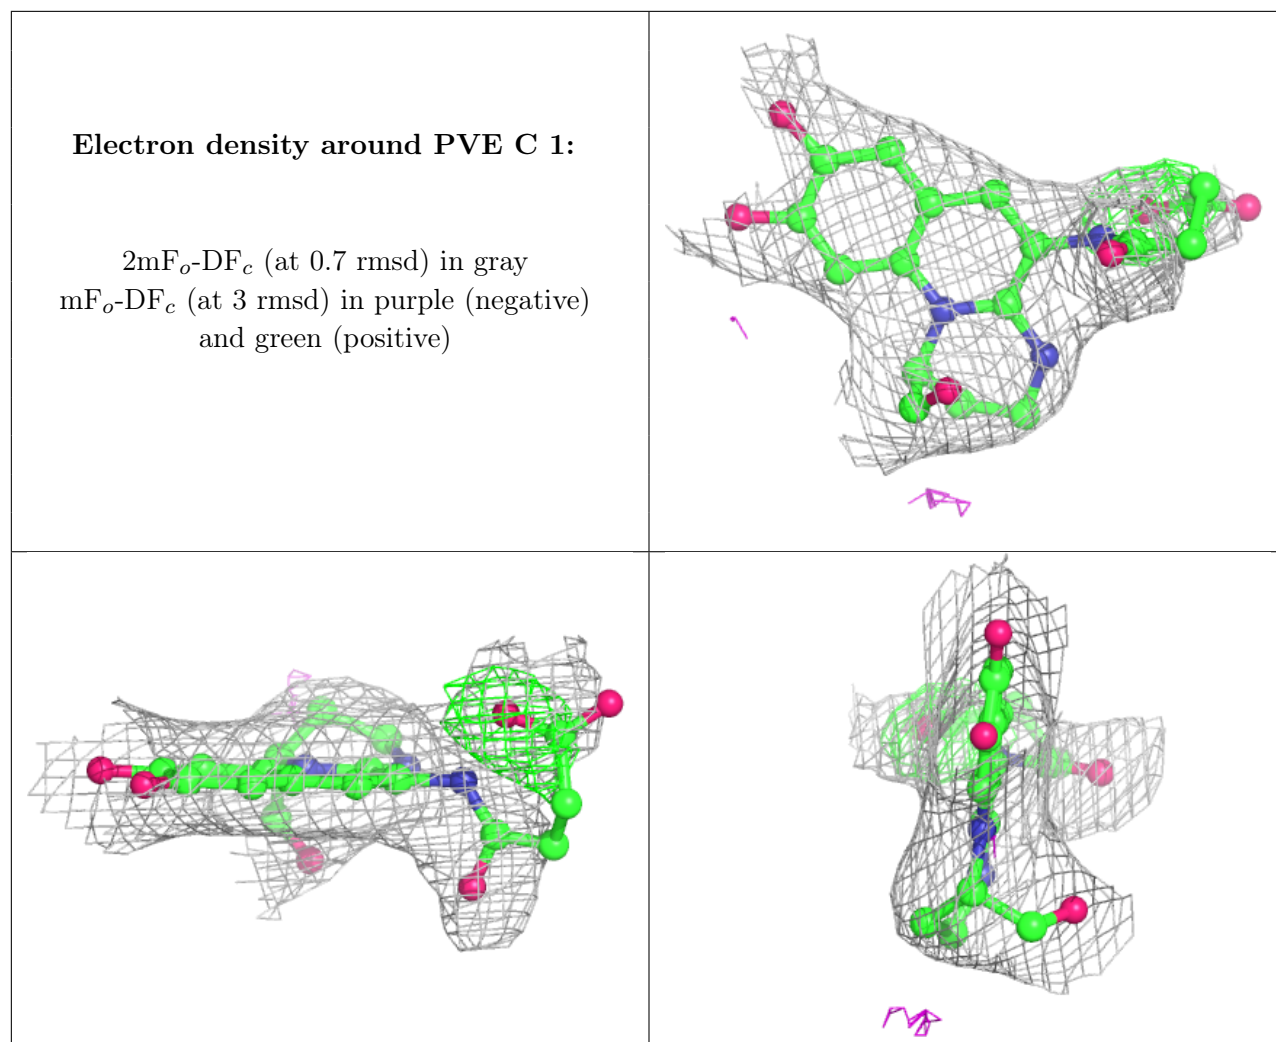 Electron density around PVE C 1:
2mFo-DFc (at 0.7 rmsd) in gray
mFo-DFc (at 3 rmsd) in purple (negative)
and green (positive)